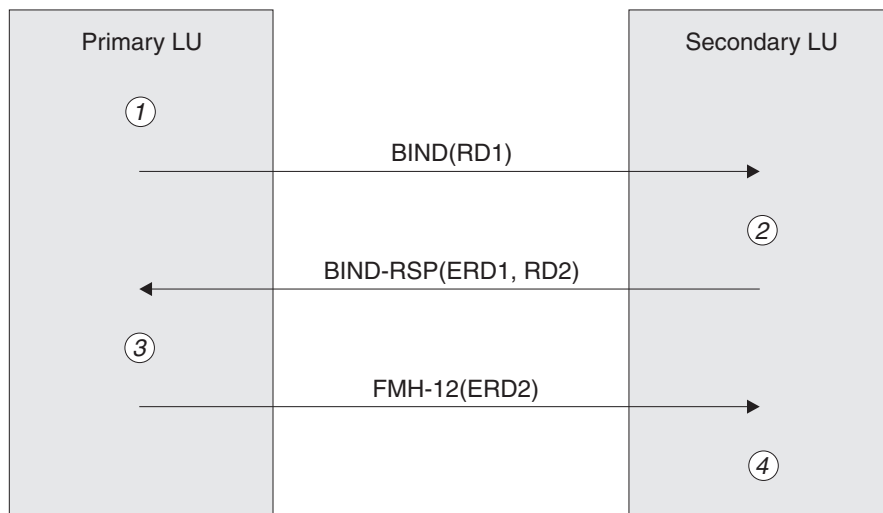 Primary LU
Secondary LU
1
BIND(RD1)
2
BIND-RSP(ERD1, RD2)
3
FMH-12(ERD2)
4